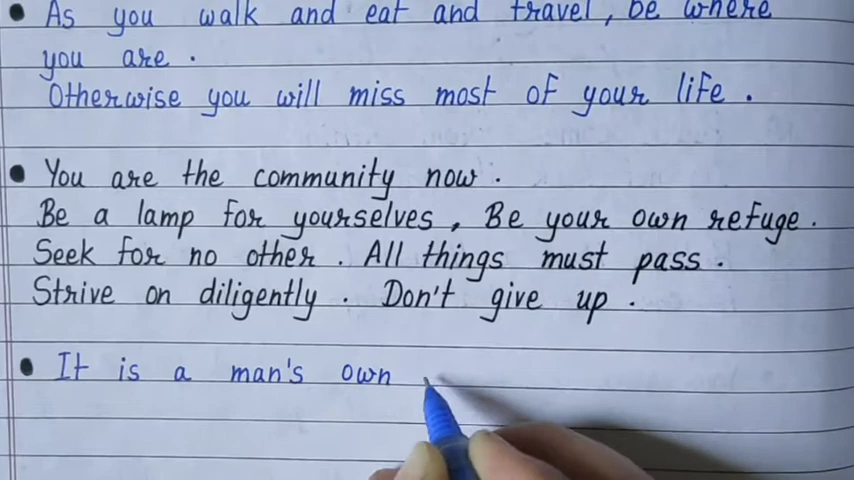 • As you walk and eat and travel, be where
you are.
Otherwise you will miss most of your life.
• You are the community now.
Be a lamp for yourselves, Be your own refuge.
Seek for no other. All things must pass.
Strive on diligently. Don't give up.
• It is a man's own